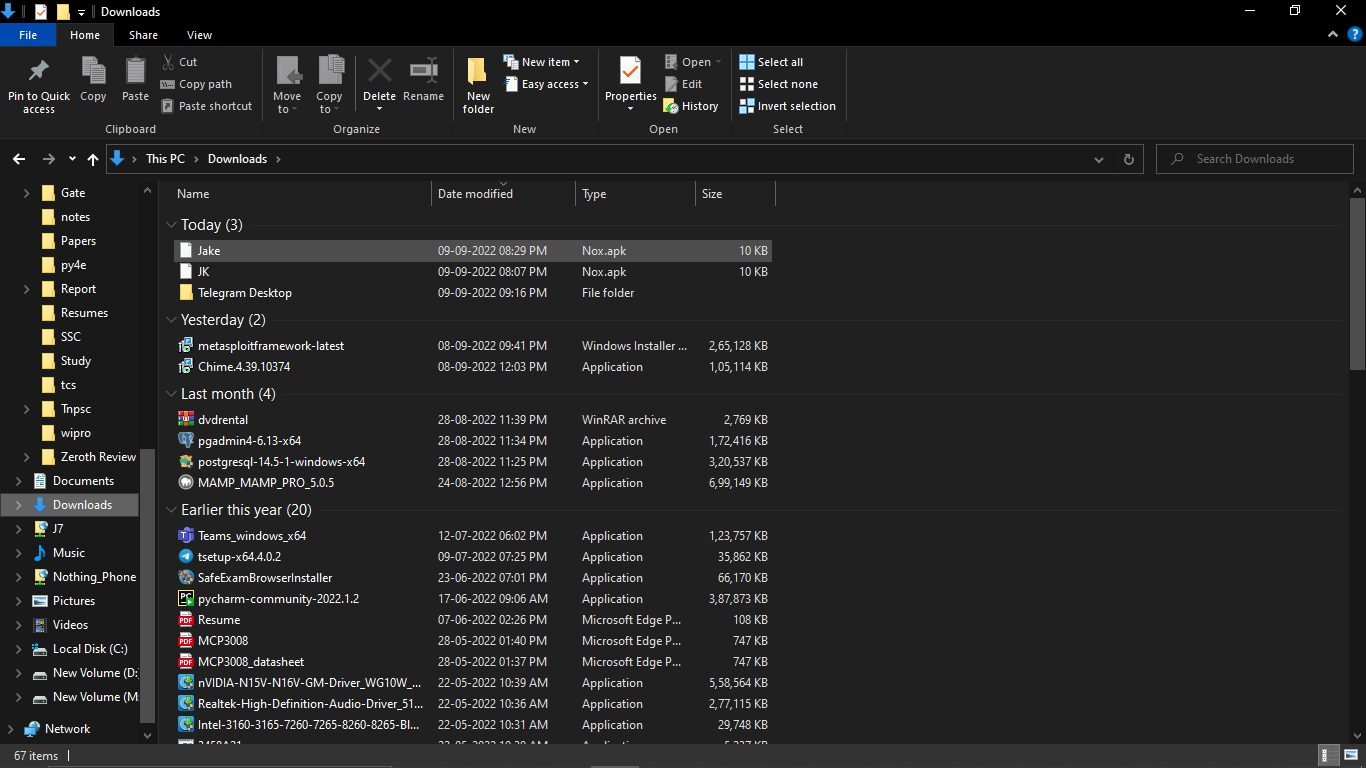 Downloads
File Home Share View
Pin to Quick access
Copy
Paste
Cut
Copy path
Paste shortcut
Clipboard
Move to
Copy to
Delete
Rename
Organize
New folder
New item
Easy access
New
Properties
Open
Edit
History
Open
Select all
Select none
Invert selection
Select
This PC > Downloads >
Search Downloads
Gate
notes
Papers
py4e
Report
Resumes
SSC
Study
tcs
Tnpsc
wipro
Zeroth Review
Documents
Downloads
J7
Music
Nothing_Phone
Pictures
Videos
Local Disk (C:)
New Volume (D:
New Volume (M:
Network
Name Date modified Type Size
Today (3)
Jake 09-09-2022 08:29 PM Nox.apk 10 KB
JK 09-09-2022 08:07 PM Nox.apk 10 KB
Telegram Desktop 09-09-2022 09:16 PM File folder
Yesterday (2)
metasploitframework-latest 08-09-2022 09:41 PM Windows Installer ... 2,65,128 KB
Chime.4.39.10374 08-09-2022 12:03 PM Application 1,05,114 KB
Last month (4)
dvdrental 28-08-2022 11:39 PM WinRAR archive 2,769 KB
pgadmin4-6.13-x64 28-08-2022 11:34 PM Application 1,72,416 KB
postgresql-14.5-1-windows-x64 28-08-2022 11:25 PM Application 3,20,537 KB
MAMP_MAMP_PRO_5.0.5 24-08-2022 12:56 PM Application 6,99,149 KB
Earlier this year (20)
Teams_windows_x64 12-07-2022 06:02 PM Application 1,23,757 KB
tsetup-x64.4.0.2 09-07-2022 07:25 PM Application 35,862 KB
SafeExamBrowserInstaller 23-06-2022 07:01 PM Application 66,170 KB
pycharm-community-2022.1.2 17-06-2022 09:06 AM Application 3,87,873 KB
Resume 07-06-2022 02:26 PM Microsoft Edge P... 108 KB
MCP3008 28-05-2022 01:40 PM Microsoft Edge P... 747 KB
MCP3008_datasheet 28-05-2022 01:37 PM Microsoft Edge P... 747 KB
nVIDIA-N15V-N16V-GM-Driver_WG10W_... 22-05-2022 10:39 AM Application 5,58,564 KB
Realtek-High-Definition-Audio-Driver_51... 22-05-2022 10:36 AM Application 2,77,115 KB
Intel-3160-3165-7260-7265-8260-8265-Bl... 22-05-2022 10:31 AM Application 29,748 KB
67 items